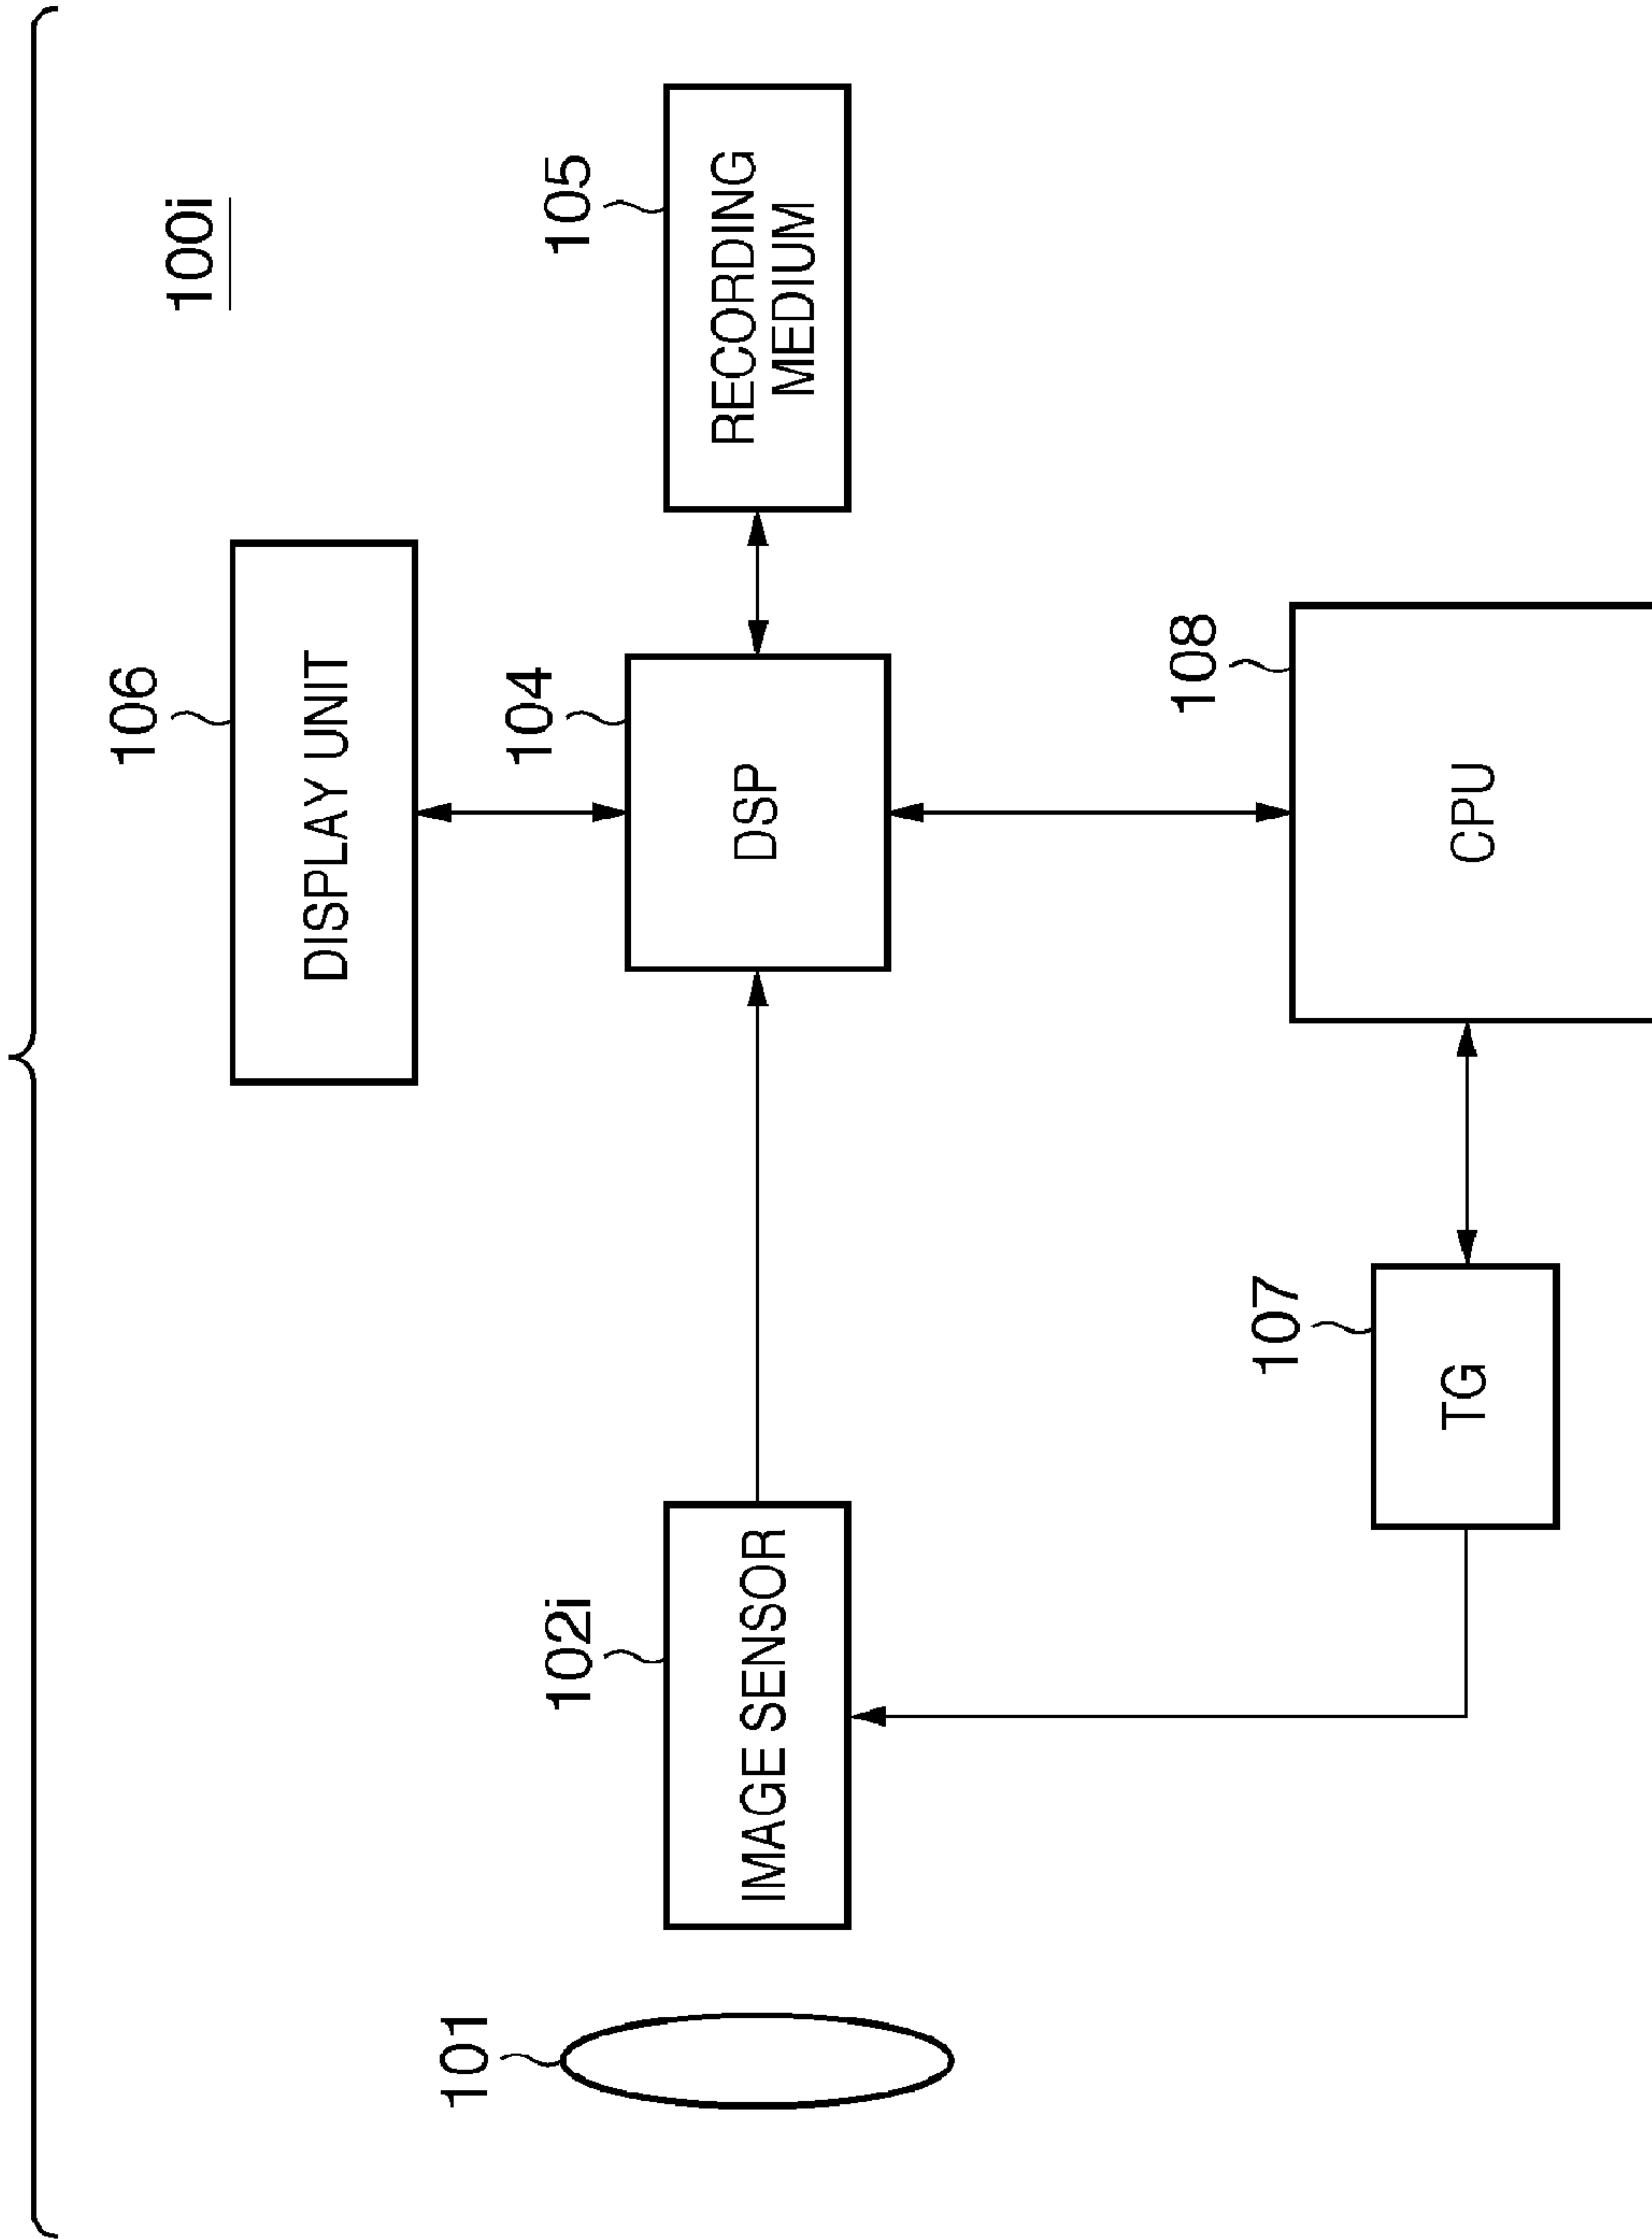 100i
106
DISPLAY UNIT
104
DSP
105
RECORDING
MEDIUM
102i
IMAGE SENSOR
101
108
CPU
107
TG